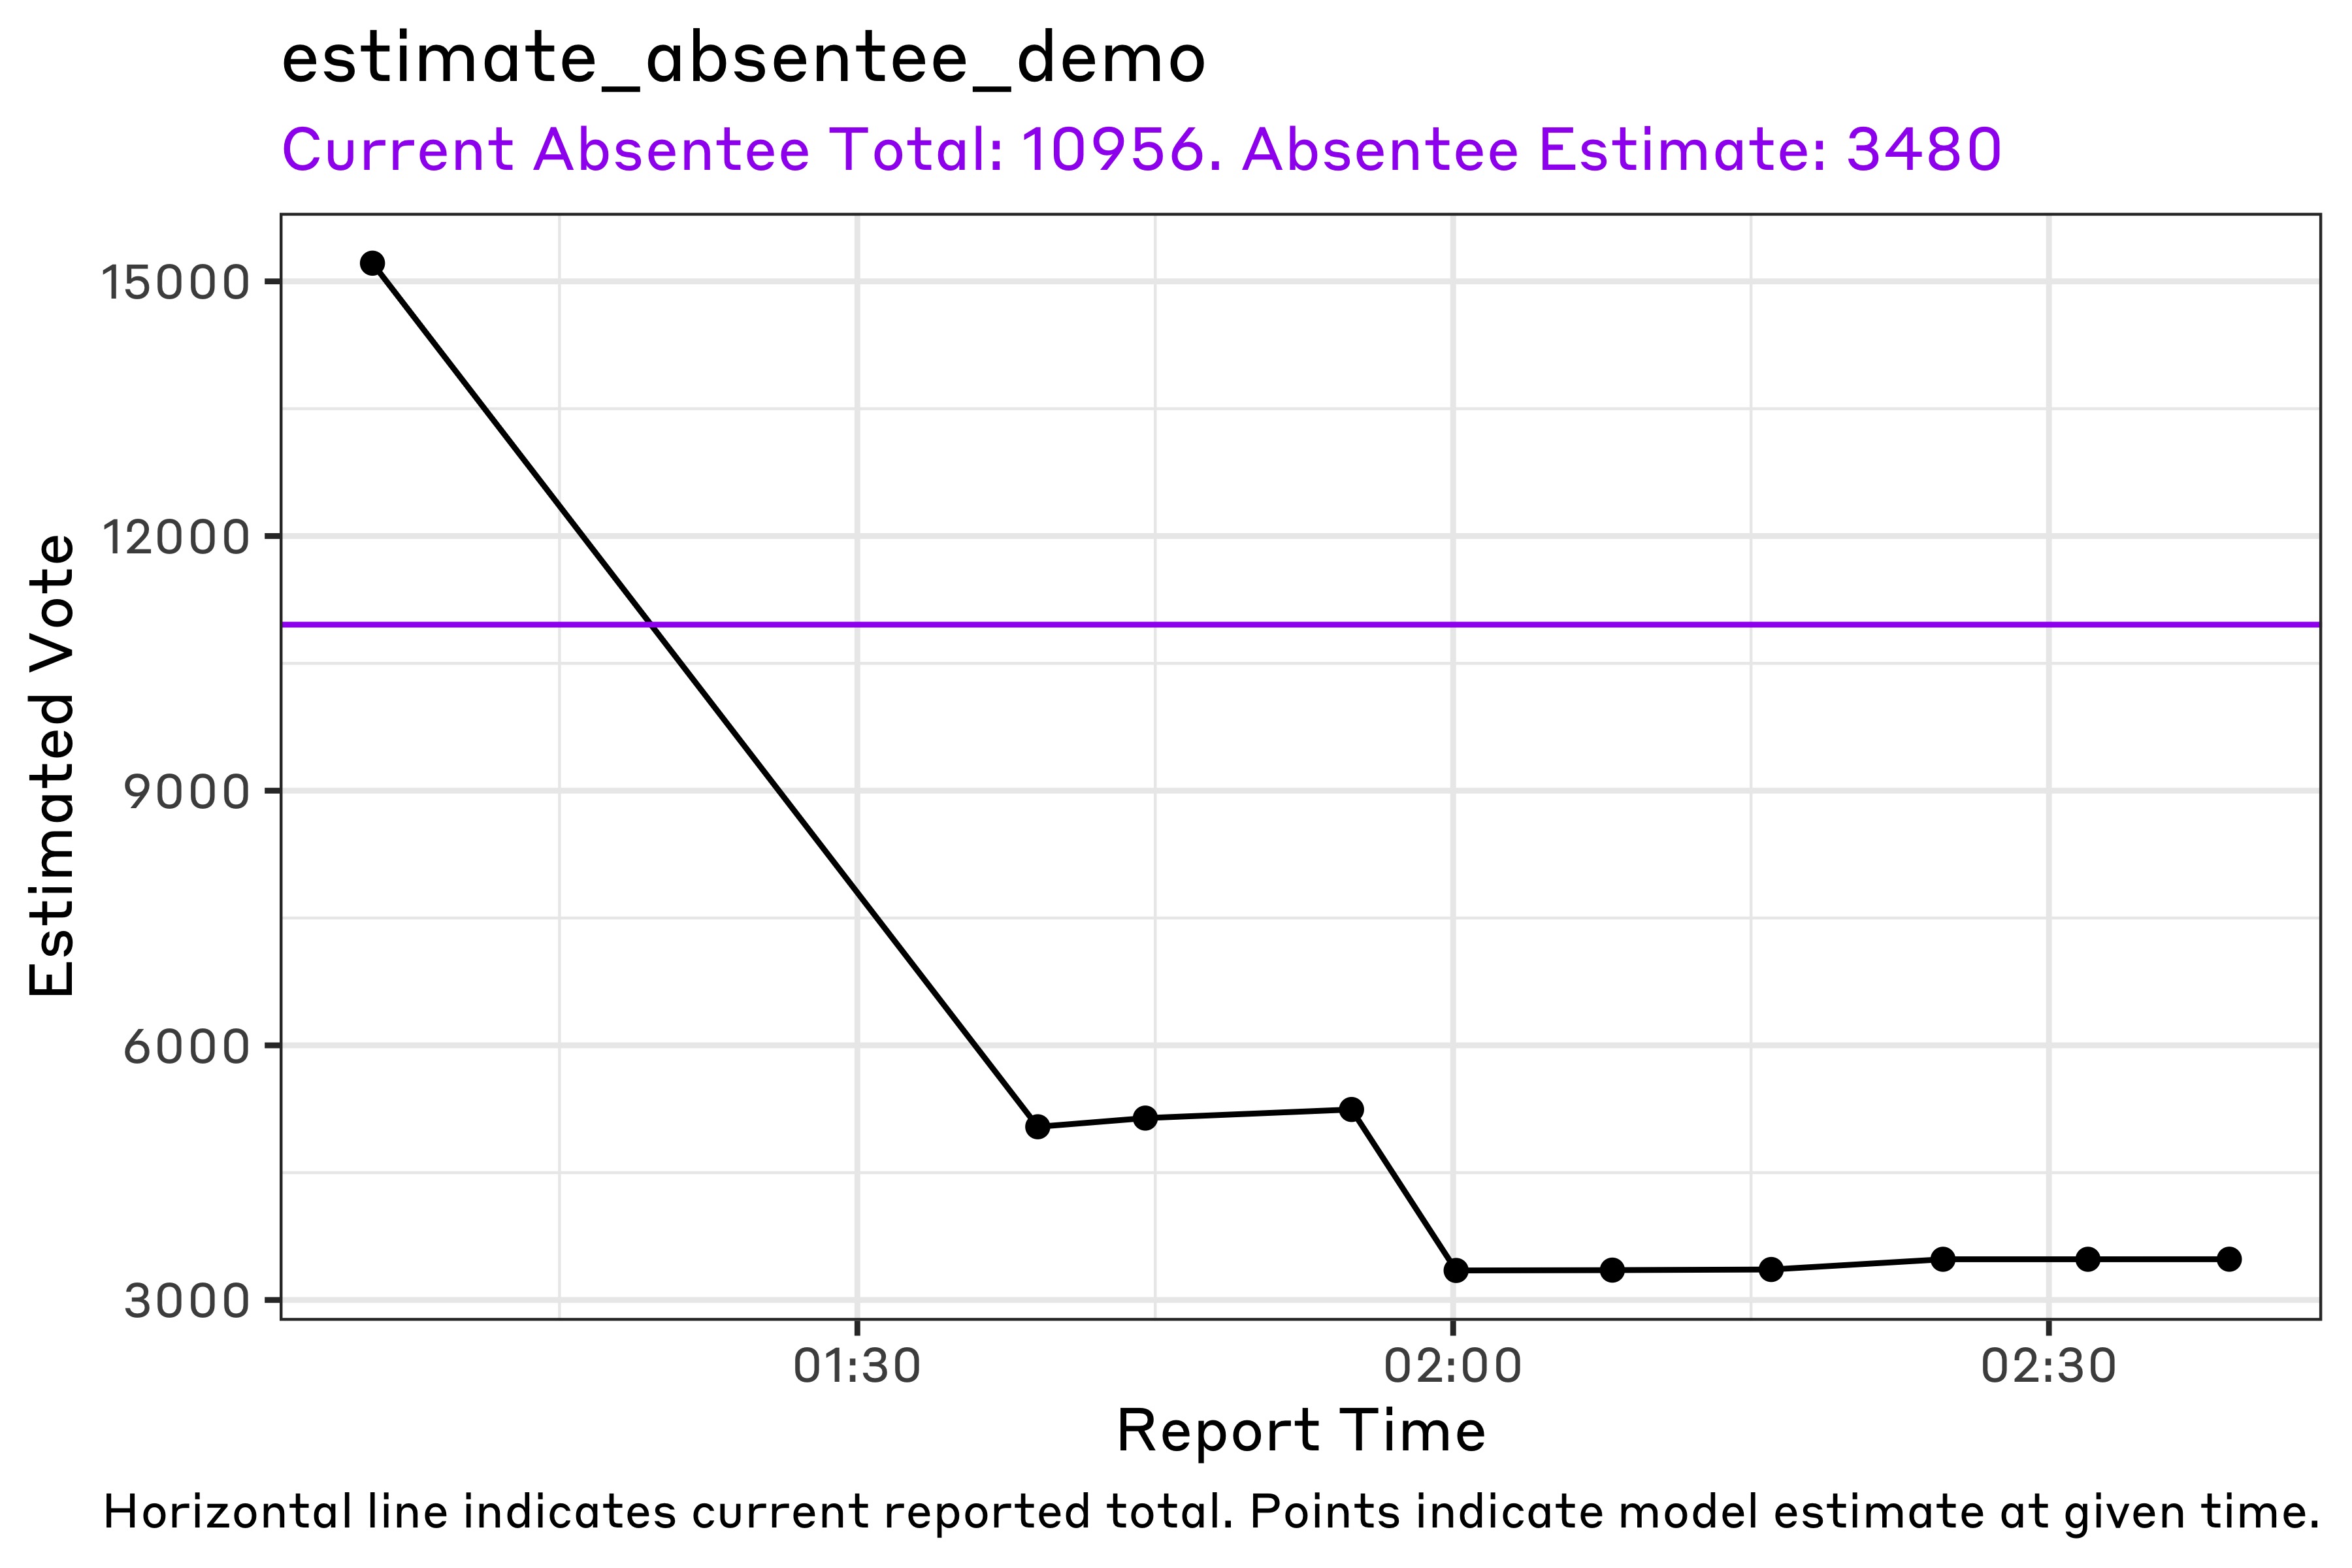 estimate_absentee_demo
Current Absentee Total: 10956. Absentee Estimate: 3480
Estimated Vote
15000
12000
9000
6000
3000
01:30
02:00
02:30
Report Time
Horizontal line indicates current reported total. Points indicate model estimate at given time.